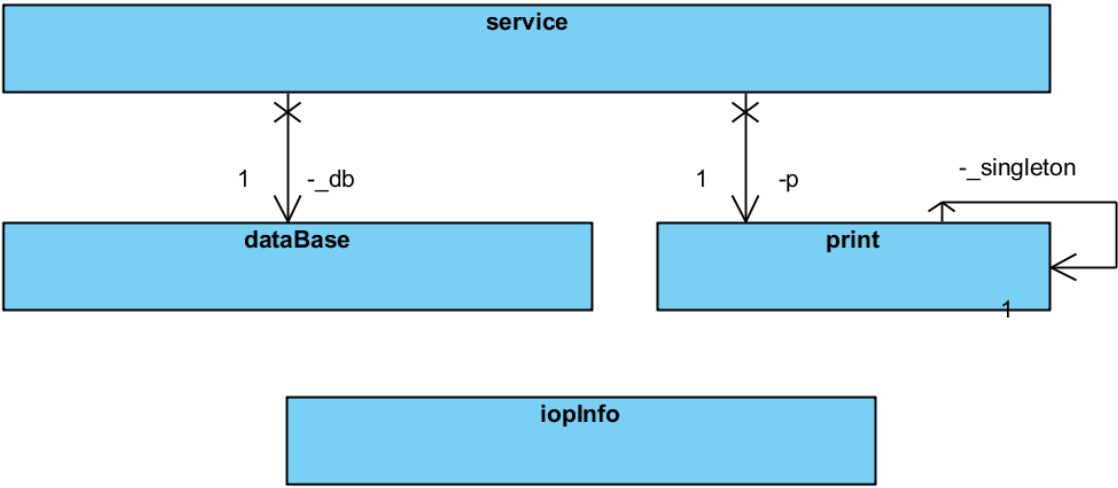 service
1
-_db
1
-p
-_singleton
dataBase
print
1
iopInfo